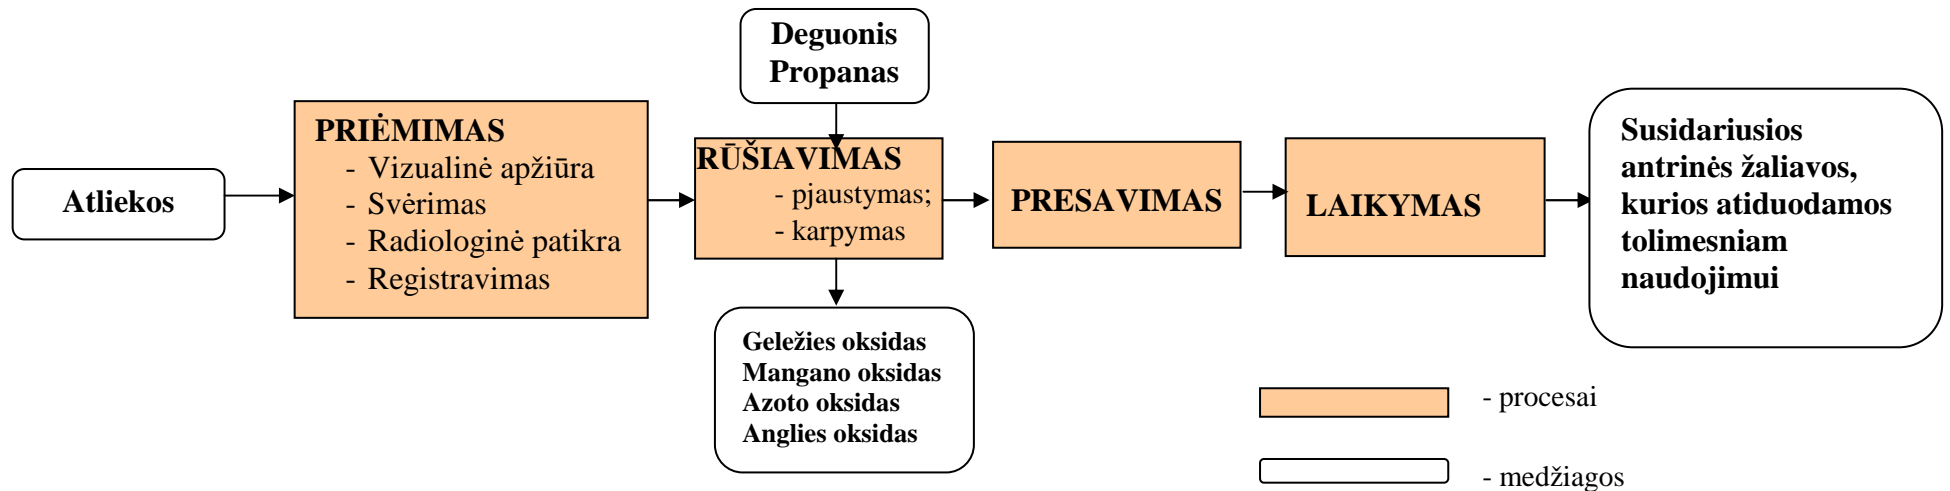 Deguonis
Propanas
Atliekos
PRIĖMIMAS
- Vizualinė apžiūra
- Svėrimas
- Radiologinė patikra
- Registravimas
RŪŠIAVIMAS
- pjaustymas;
- karpymas
PRESAVIMAS
LAIKYMAS
Susidariusios
antrinės žaliavos,
kurios atiduodamos
tolimesniam
naudojimui
Geležies oksidas
Mangano oksidas
Azoto oksidas
Anglies oksidas
- procesai
- medžiagos